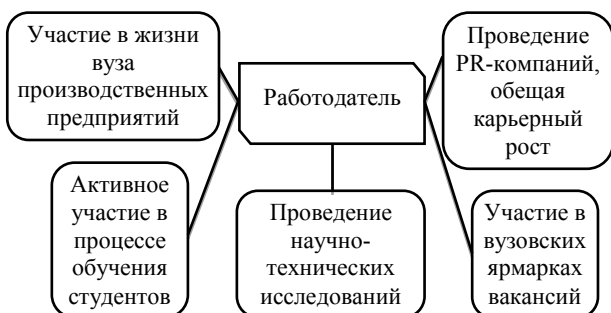 Участие в жизни
вуза
производственных
предприятий
Работодатель
Проведение
PR-компаний,
обещая
карьерный
рост
Активное
участие в
процессе
обучения
студентов
Проведение
научно-
технических
исследований
Участие в
вузовских
ярмарках
вакансий